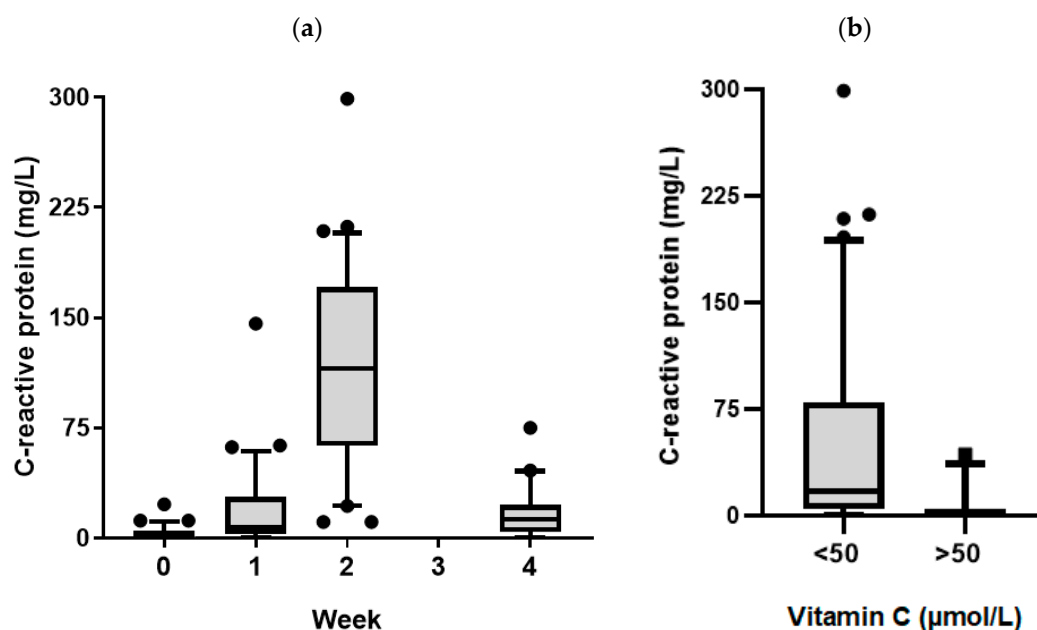 (a)
C-reactive protein (mg/L)
300
225
150
75
0
0 1 2 3 4
Week
(b)
C-reactive protein (mg/L)
300
225
150
75
0
<50 >50
Vitamin C (µmol/L)